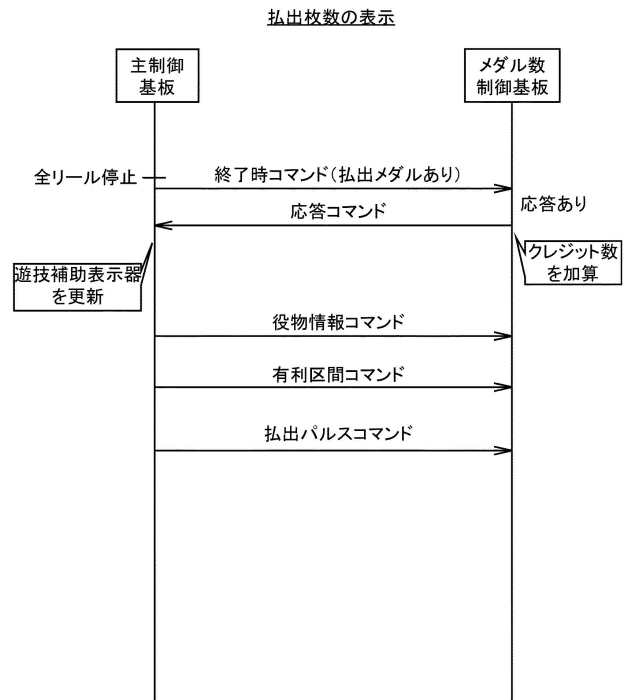 払出枚数の表示
主制御
基板
メダル数
制御基板
全リール停止
終了時コマンド(払出メダルあり)
応答あり
応答コマンド
遊技補助表示器
を更新
クレジット数
を加算
役物情報コマンド
有利区間コマンド
払出パルスコマンド